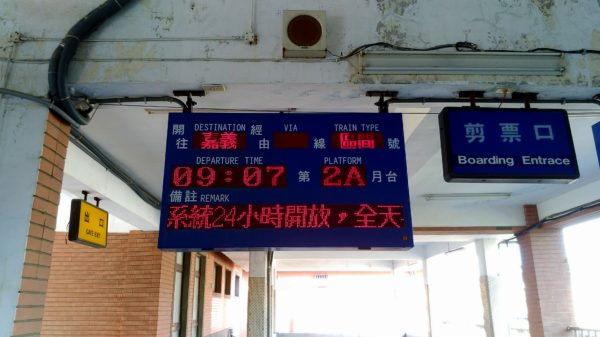 開 DESTINATION 經 VIA TRAIN TYPE
往 嘉義 由 線 區間 號
DEPARTURE TIME PLATFORM
09:07 第 2A 月台
備註 REMARK
系統24小時開放，全天
剪票口
Boarding Entrace
出口